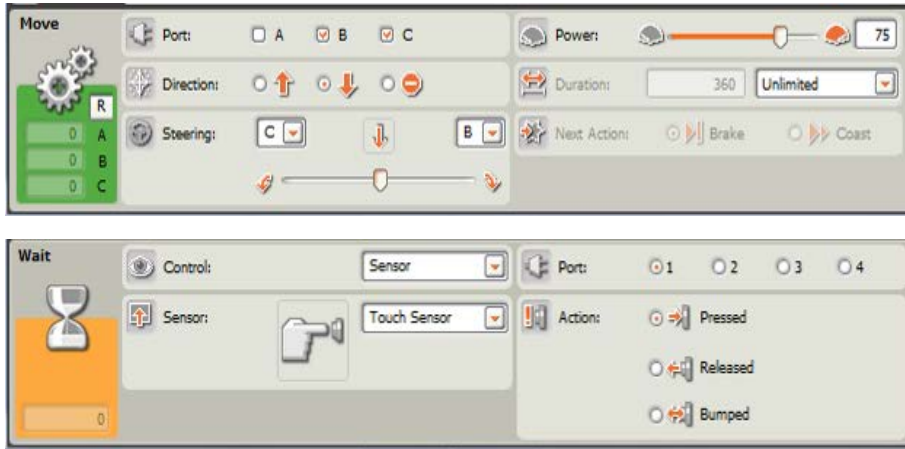 Move
Port: A B C
Power: 75
Direction:
Duration: 360 Unlimited
R
0 A
0 B
0 C
Steering: C B
Next Action: Brake Coast
Wait
Control: Sensor
Port: 1 2 3 4
Sensor: Touch Sensor
Action: Pressed
Released
Bumped
0